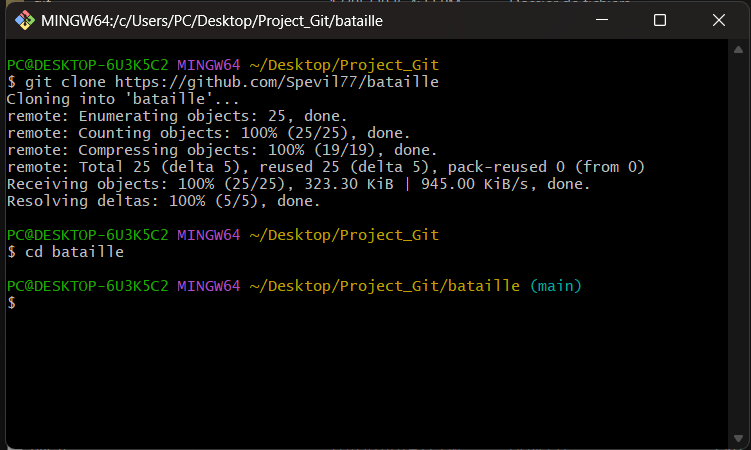 MINGW64:/c/Users/PC/Desktop/Project_Git/bataille
PC@DESKTOP-6U3K5C2 MINGW64 ~/Desktop/Project_Git
$ git clone https://github.com/Spevil77/bataille
Cloning into 'bataille'...
remote: Enumerating objects: 25, done.
remote: Counting objects: 100% (25/25), done.
remote: Compressing objects: 100% (19/19), done.
remote: Total 25 (delta 5), reused 25 (delta 5), pack-reused 0 (from 0)
Receiving objects: 100% (25/25), 323.30 KiB | 945.00 KiB/s, done.
Resolving deltas: 100% (5/5), done.
PC@DESKTOP-6U3K5C2 MINGW64 ~/Desktop/Project_Git
$ cd bataille
PC@DESKTOP-6U3K5C2 MINGW64 ~/Desktop/Project_Git/bataille (main)
$